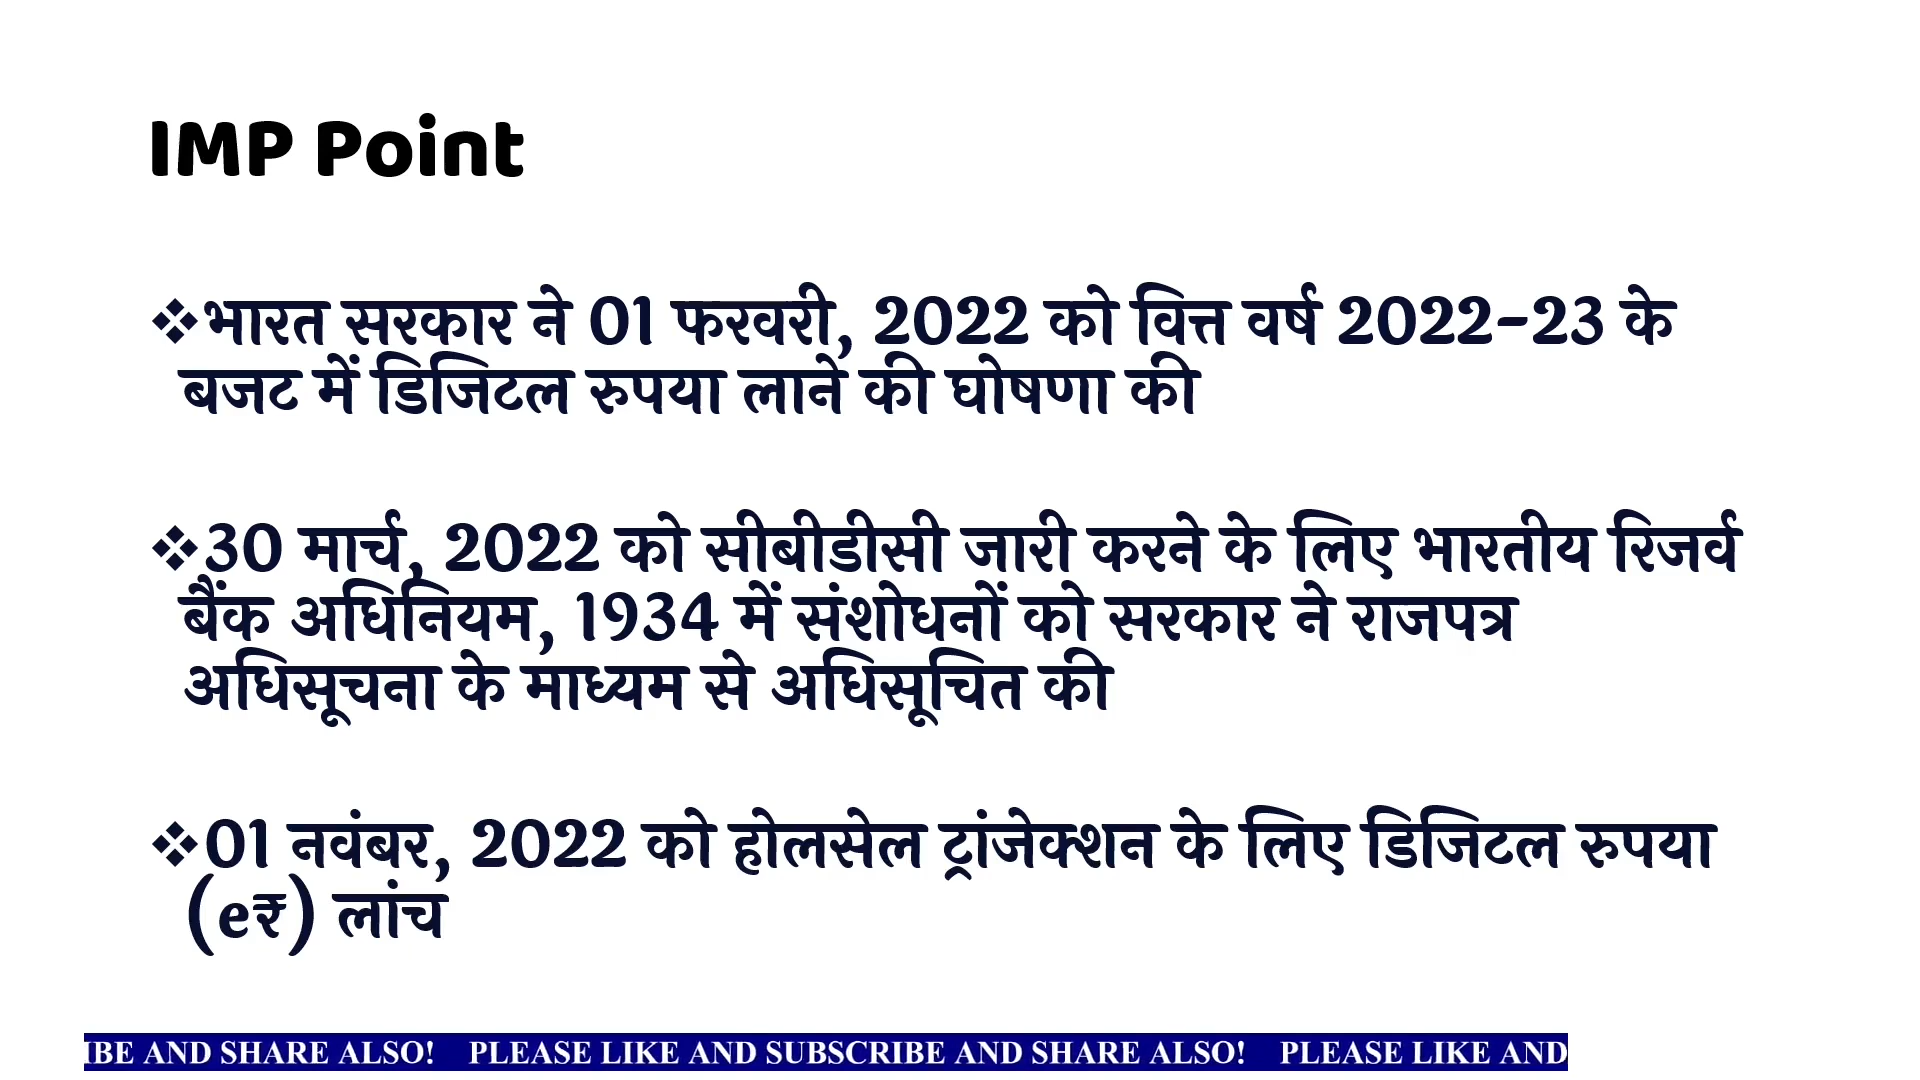 IMP Point
❖भारत सरकार ने 01 फरवरी, 2022 को वित्त वर्ष 2022-23 के
बजट में डिजिटल रुपया लाने की घोषणा की
❖30 मार्च, 2022 को सीबीडीसी जारी करने के लिए भारतीय रिजर्व
बैंक अधिनियम, 1934 में संशोधनों को सरकार ने राजपत्र
अधिसूचना के माध्यम से अधिसूचित की
❖01 नवंबर, 2022 को होलसेल ट्रांजेक्शन के लिए डिजिटल रुपया
(e₹) लांच
IBE AND SHARE ALSO! PLEASE LIKE AND SUBSCRIBE AND SHARE ALSO! PLEASE LIKE AND